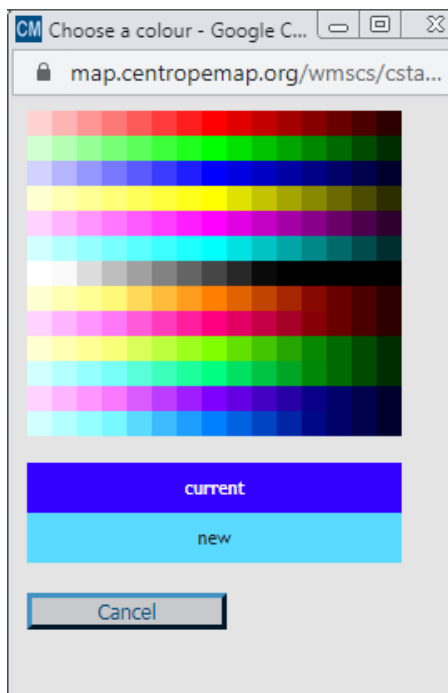 CM Choose a colour - Google C...
map.centropemap.org/wmscs/csta...
current
new
Cancel